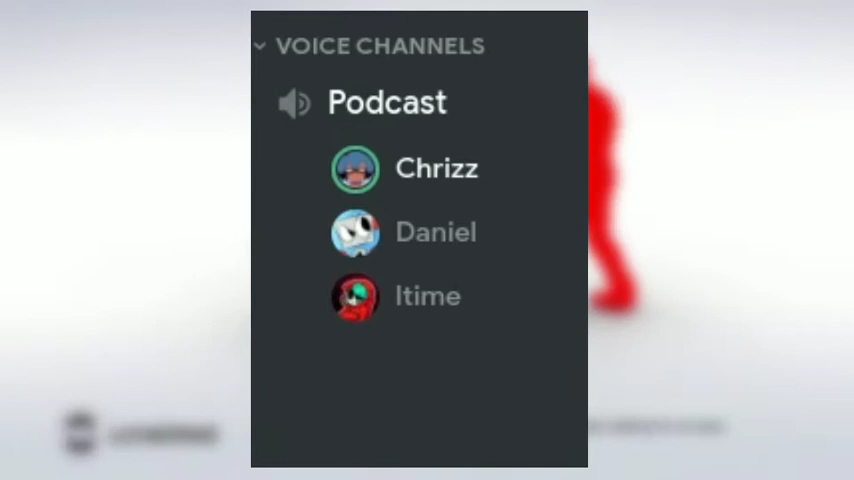 VOICE CHANNELS
Podcast
Chrizz
Daniel
Itime